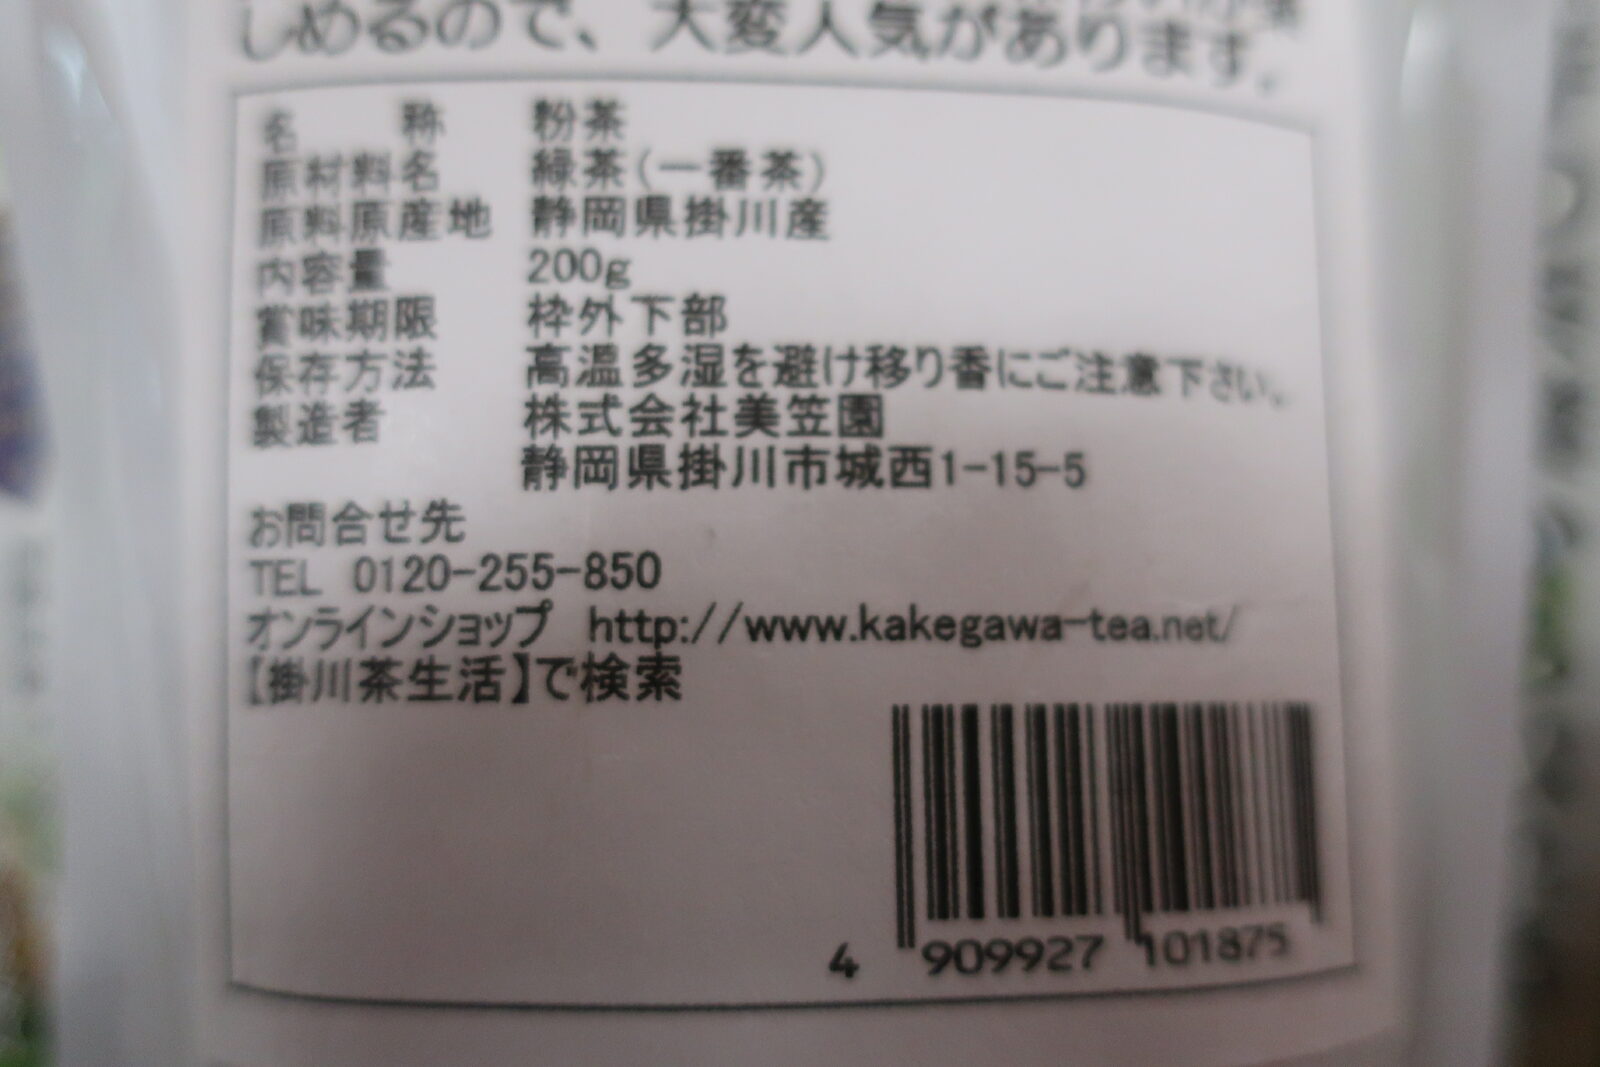 しめるので、大変人気があります。
名 称 粉茶
原材料名 緑茶(一番茶)
原料原産地 静岡県掛川産
内容量 200g
賞味期限 枠外下部
保存方法 高温多湿を避け移り香にご注意下さい。
製造者 株式会社美笠園
静岡県掛川市城西1-15-5
お問合せ先
TEL 0120-255-850
オンラインショップ http://www.kakegawa-tea.net/
【掛川茶生活】で検索
4 909927 101875